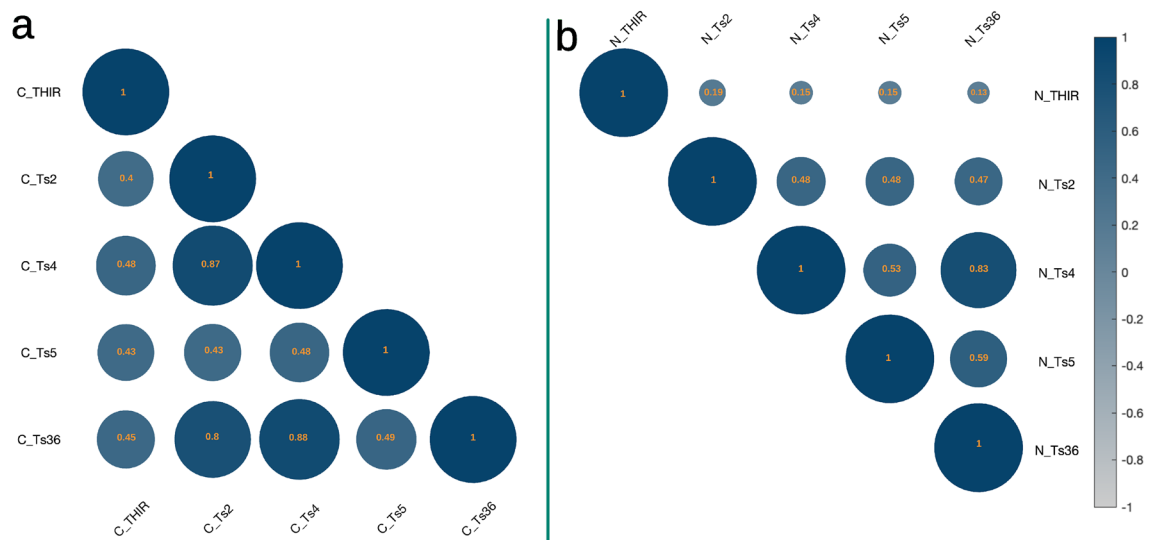 a
C_THIR 1
C_Ts2 0.4 1
C_Ts4 0.48 0.87 1
C_Ts5 0.43 0.43 0.48 1
C_Ts36 0.45 0.8 0.88 0.49 1
C_THIR C_Ts2 C_Ts4 C_Ts5 C_Ts36
b
N_THIR N_Ts2 N_Ts4 N_Ts5 N_Ts36
1 0.19 0.15 0.15 0.13 N_THIR
1 0.48 0.48 0.47 N_Ts2
1 0.53 0.83 N_Ts4
1 0.59 N_Ts5
1 N_Ts36
1
0.8
0.6
0.4
0.2
0
-0.2
-0.4
-0.6
-0.8
-1